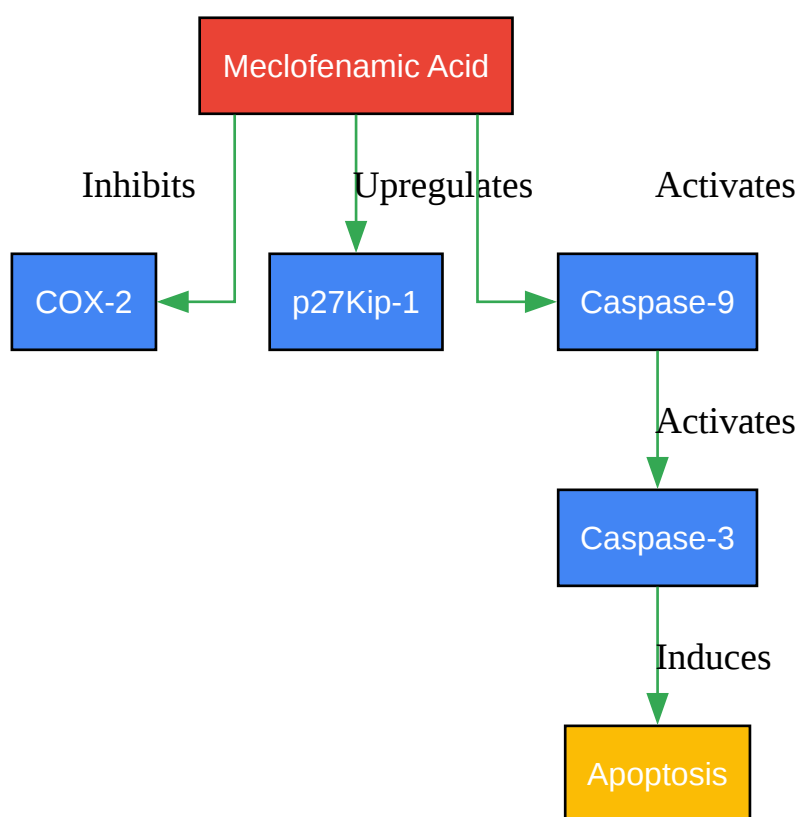 Meclofenamic Acid
Inhibits
Upregulates
Activates
COX-2
p27Kip-1
Caspase-9
Activates
Caspase-3
Induces
Apoptosis